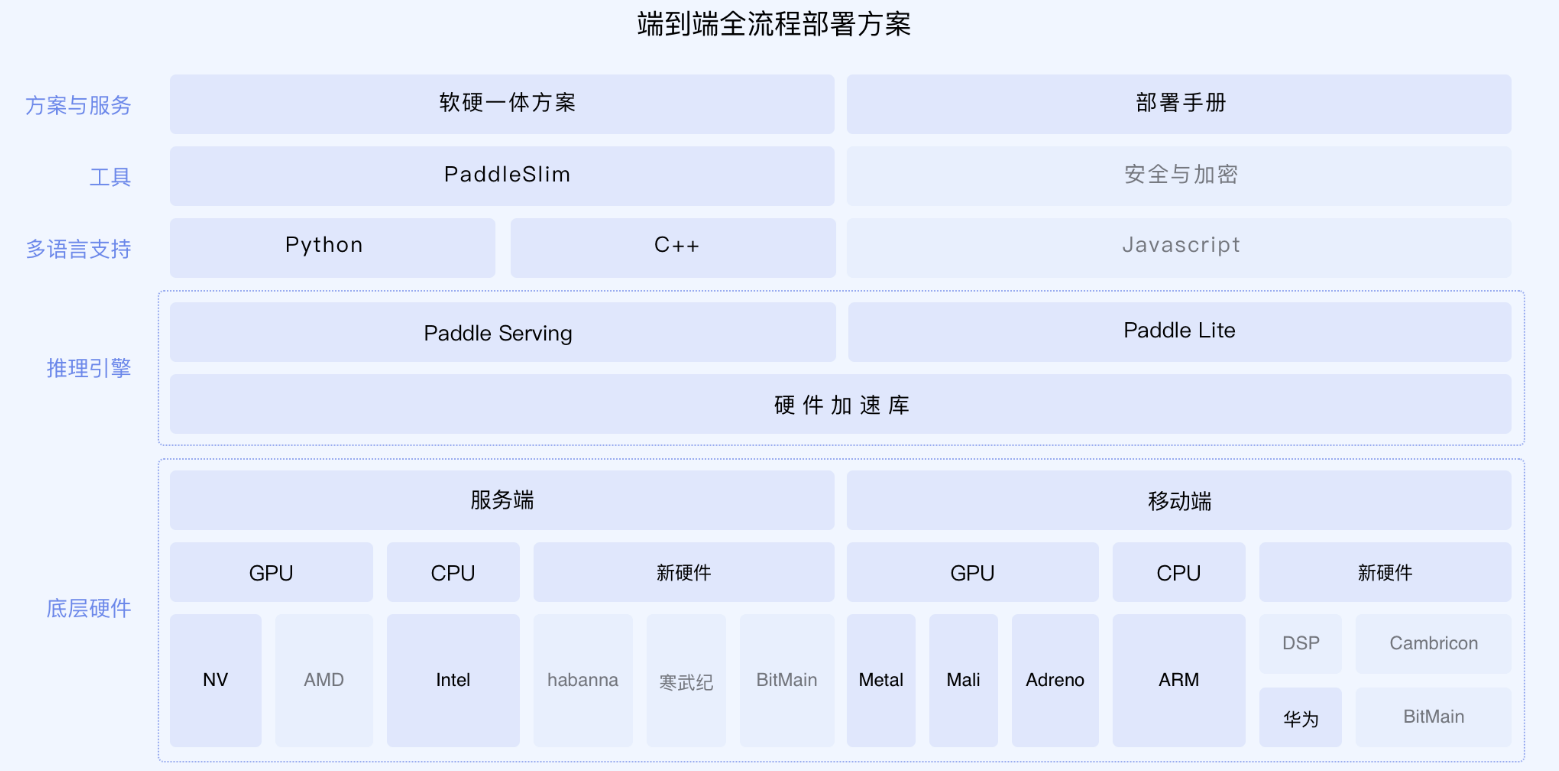 端到端全流程部署方案
方案与服务
软硬一体方案
部署手册
工具
PaddleSlim
安全与加密
多语言支持
Python
C++
Javascript
推理引擎
Paddle Serving
Paddle Lite
硬件加速库
底层硬件
服务端
移动端
GPU
CPU
新硬件
GPU
CPU
新硬件
NV
AMD
Intel
habanna
寒武纪
BitMain
Metal
Mali
Adreno
ARM
DSP
Cambricon
华为
BitMain